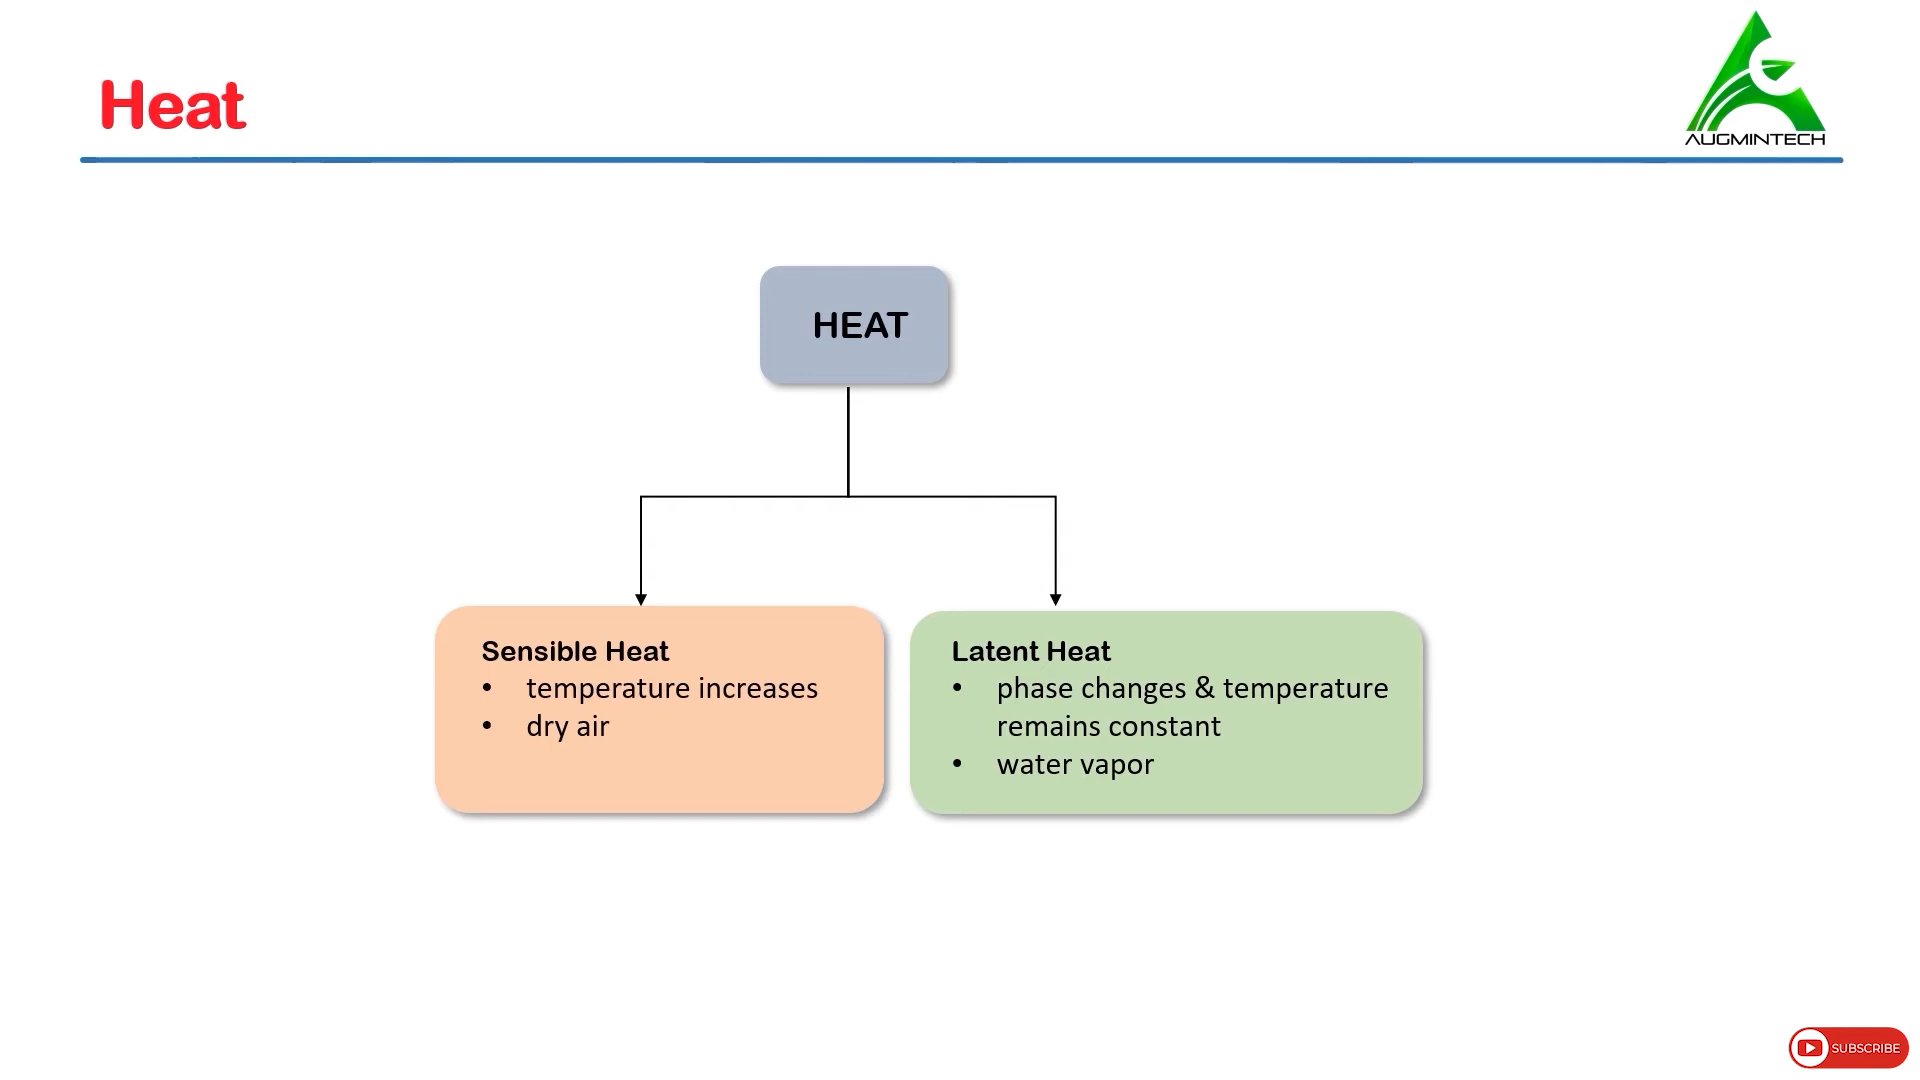 Heat
AUGMINTECH
HEAT
Sensible Heat
• temperature increases
• dry air
Latent Heat
• phase changes & temperature
remains constant
• water vapor
SUBSCRIBE